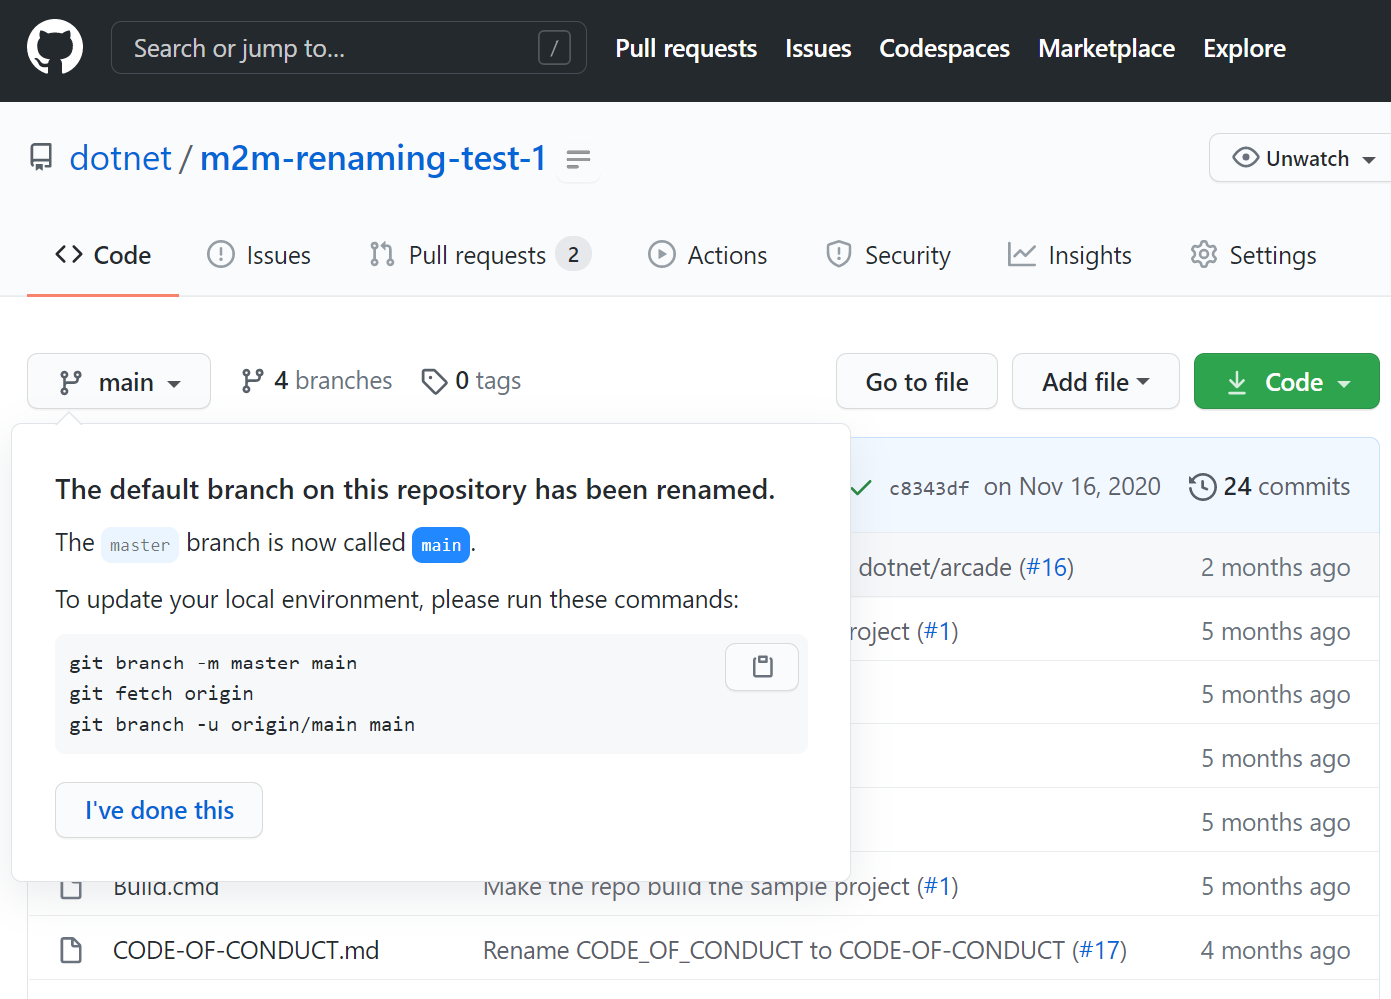 Search or jump to... / Pull requests Issues Codespaces Marketplace Explore
dotnet / m2m-renaming-test-1 Unwatch
Code Issues Pull requests 2 Actions Security Insights Settings
main 4 branches 0 tags Go to file Add file Code
The default branch on this repository has been renamed.
The master branch is now called main.
To update your local environment, please run these commands:
git branch -m master main
git fetch origin
git branch -u origin/main main
I've done this
c8343df on Nov 16, 2020 24 commits
dotnet/arcade (#16) 2 months ago
roject (#1) 5 months ago
5 months ago
5 months ago
5 months ago
Build.cmd Make the repo build the sample project (#1) 5 months ago
CODE-OF-CONDUCT.md Rename CODE_OF_CONDUCT to CODE-OF-CONDUCT (#17) 4 months ago